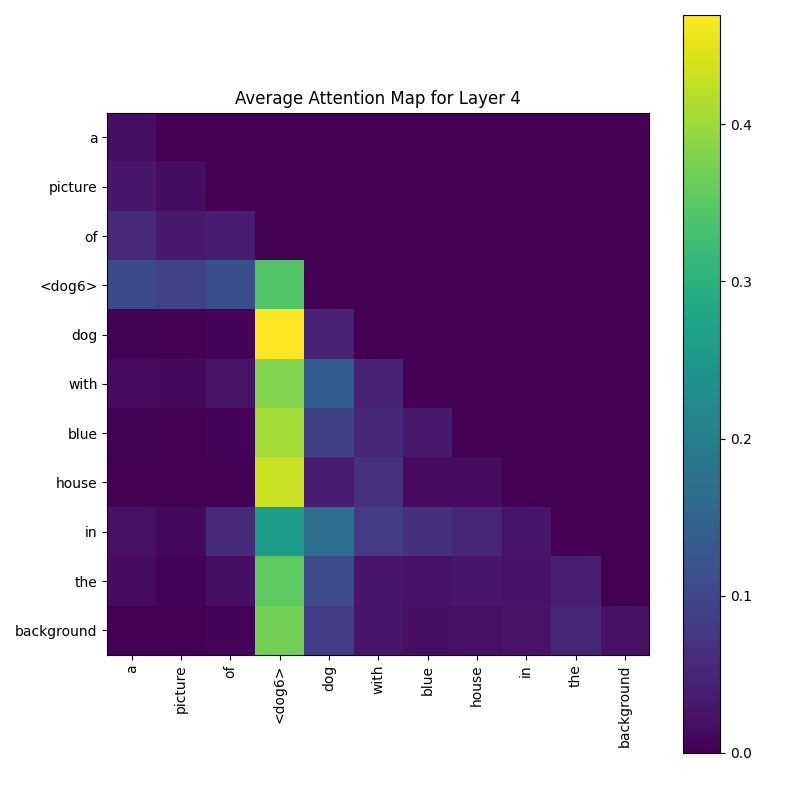 Average Attention Map for Layer 4
a
picture
of
<dog6>
dog
with
blue
house
in
the
background
a
picture
of
<dog6>
dog
with
blue
house
in
the
background
0.4
0.3
0.2
0.1
0.0